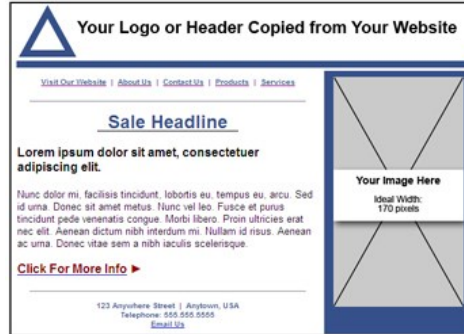 Your Logo or Header Copied from Your Website
Visit Our Website | About Us | Contact Us | Products | Services
Sale Headline
Lorem ipsum dolor sit amet, consectetuer
adipiscing elit.
Nunc dolor mi, facilisis tincidunt, lobortis eu, tempus eu, arcu. Sed
id urna. Donec sit amet metus. Nunc vel leo. Fusce et purus
tincidunt pede venenatis congue. Morbi libero. Proin ultricies erat
nec elit. Aenean dictum nibh interdum mi. Nullam id risus. Aenean
ac urna. Donec vitae sem a nibh iaculis scelerisque.
Click For More Info ►
123 Anywhere Street | Anytown, USA
Telephone: 555.555.5555
Email Us
Your Image Here
Ideal Width:
170 pixels